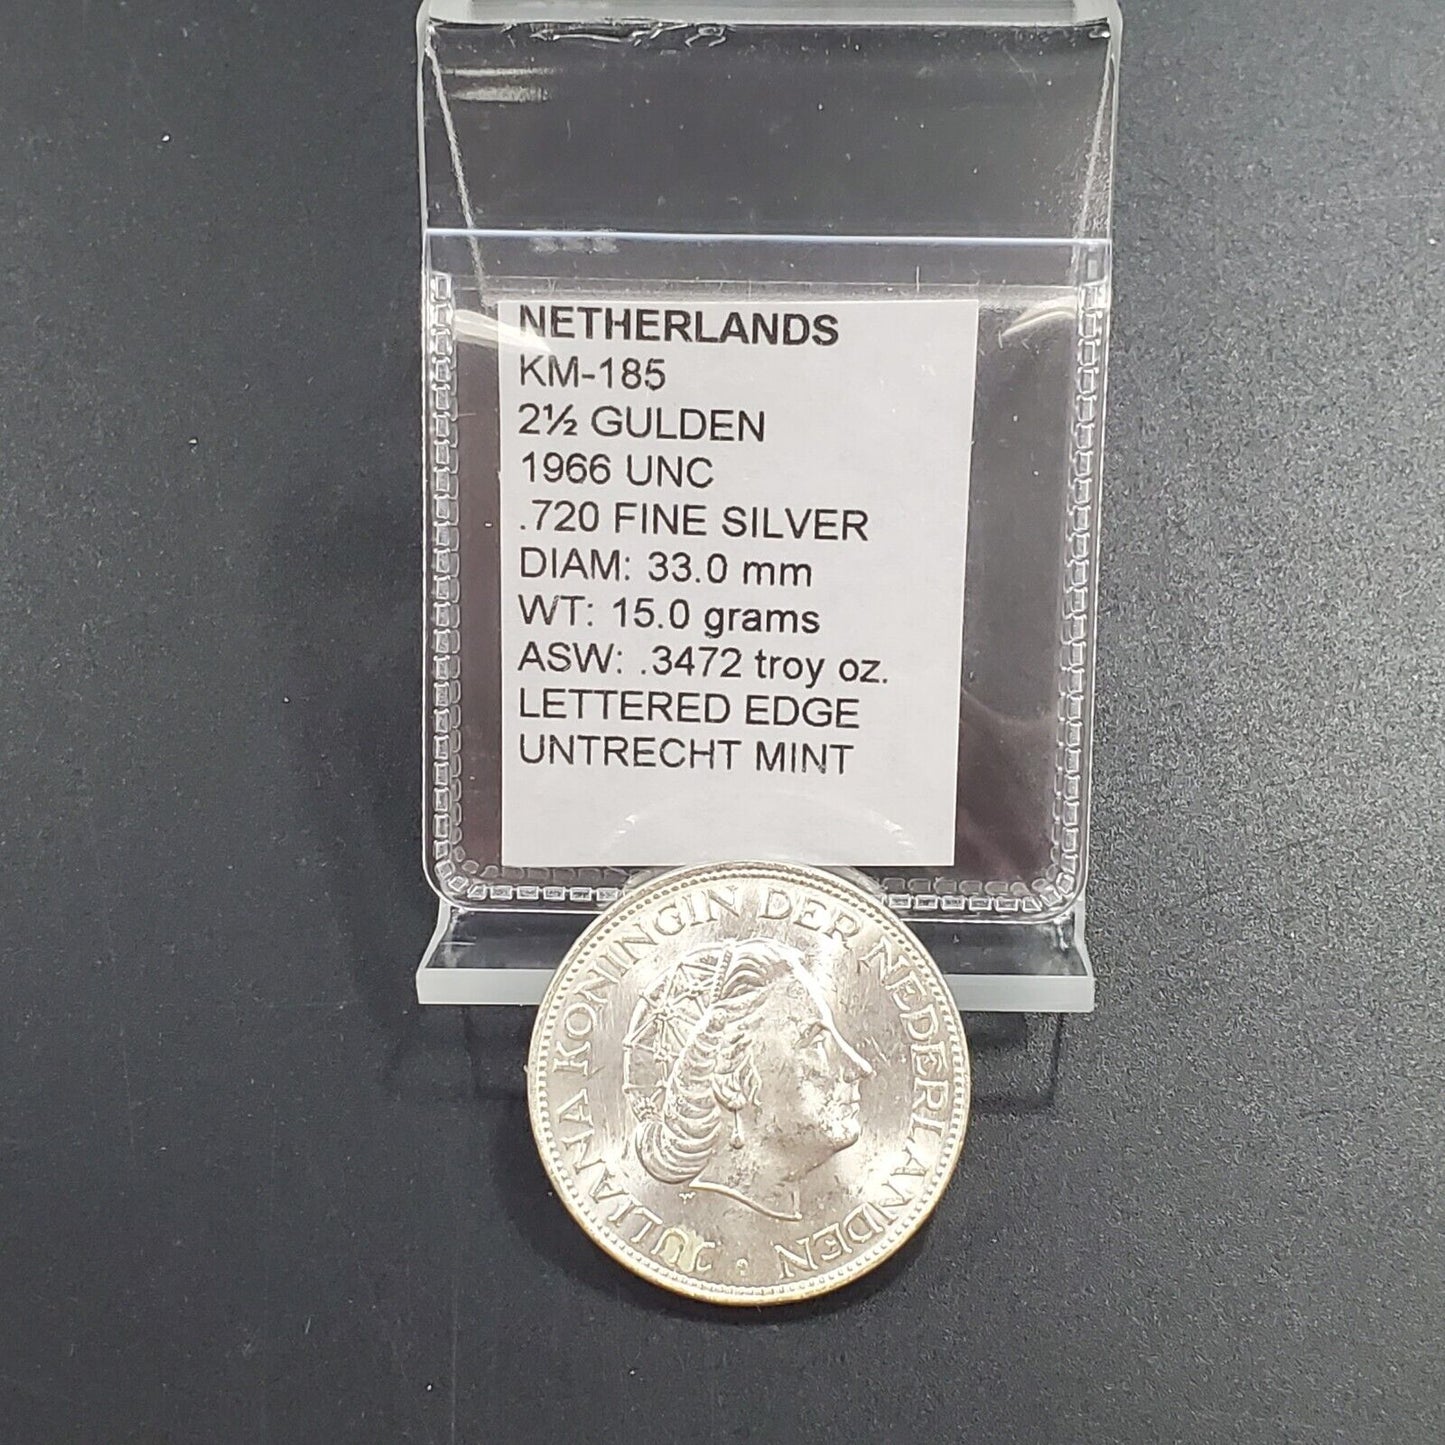 NETHERLANDS
KM-185
2½ GULDEN
1966 UNC
.720 FINE SILVER
DIAM: 33.0 mm
WT: 15.0 grams
ASW: .3472 troy oz.
LETTERED EDGE
UNTRECHT MINT
JULIANA KONINGIN DER NEDERLANDEN